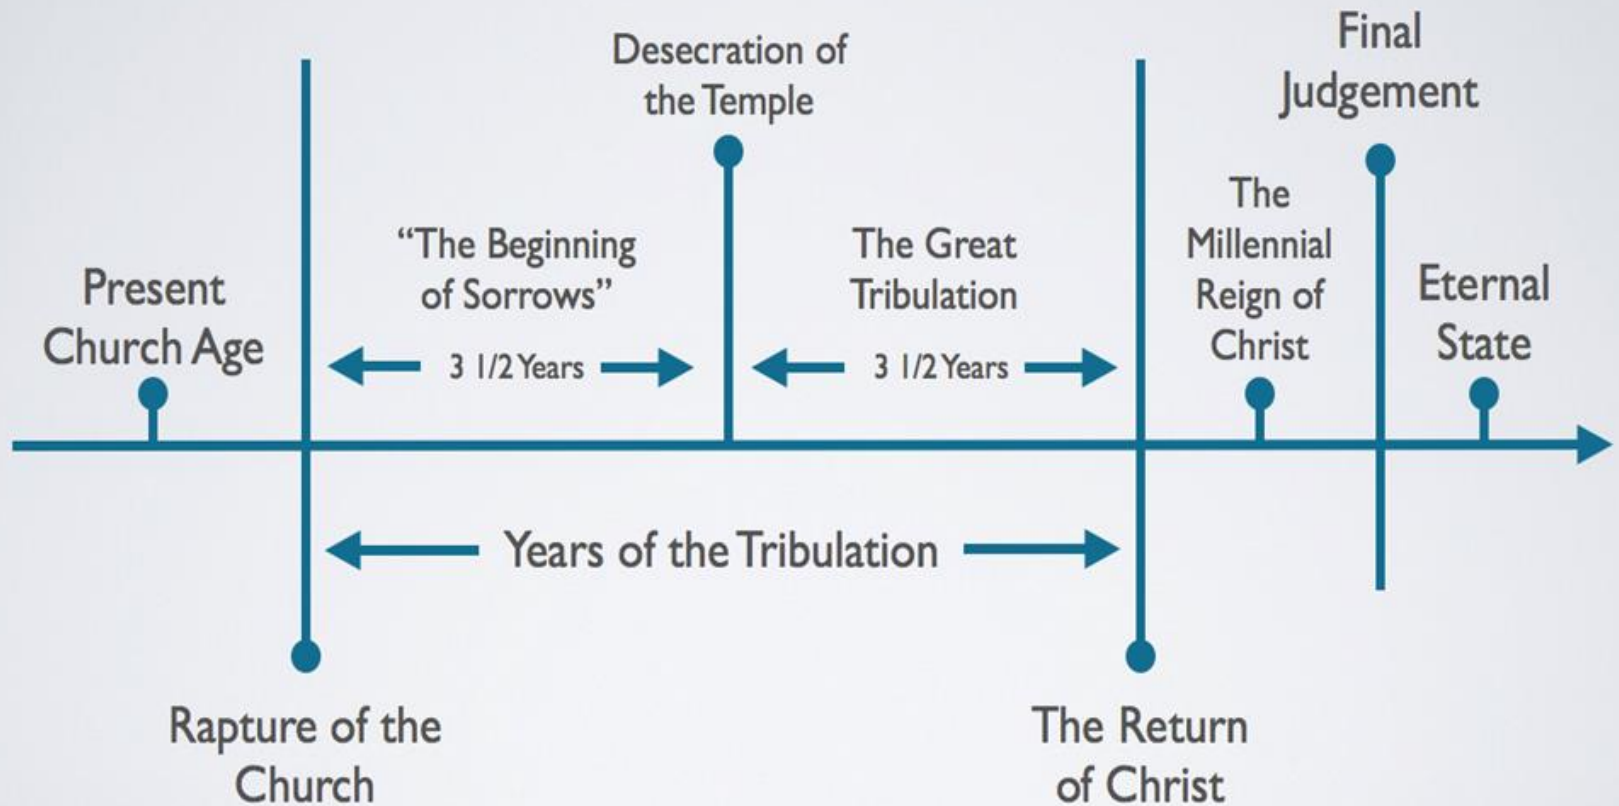 Present
Church Age
Rapture of the
Church
“The Beginning
of Sorrows”
3 1/2 Years
Desecration of
the Temple
The Great
Tribulation
3 1/2 Years
Years of the Tribulation
The Return
of Christ
The
Millennial
Reign of
Christ
Final
Judgement
Eternal
State